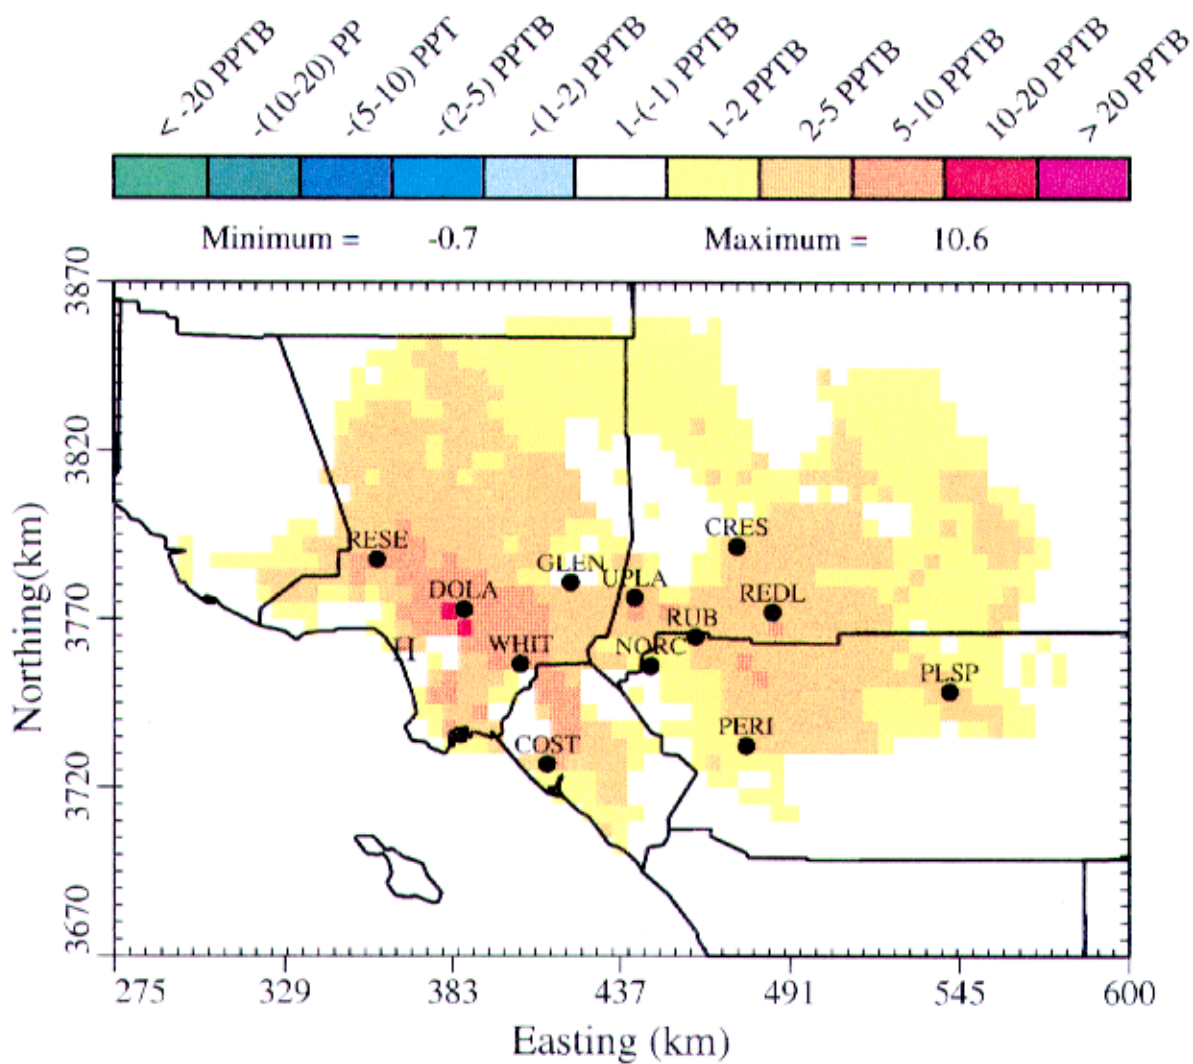 < -20 PPTB
-(10-20) PP
-(5-10) PPT
-(2-5) PPTB
-(1-2) PPTB
1-(-1) PPTB
1-2 PPTB
2-5 PPTB
5-10 PPTB
10-20 PPTB
> 20 PPTB
Minimum = -0.7 Maximum = 10.6
3870
3820
3770
3720
3670
Northing(km)
CRES
RESE
GLEN
UPLA
DOLA
REDL
RUB
H
WHIT
NORC
PLSP
PERI
COST
275 329 383 437 491 545 600
Easting (km)